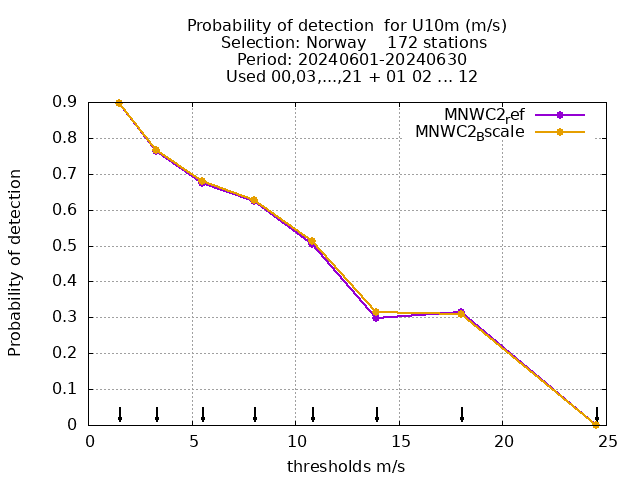 Probability of detection  for U10m (m/s)
Selection: Norway    172 stations
Period: 20240601-20240630
Used 00,03,...,21 + 01 02 ... 12
MNWC2_ref
MNWC2_Bscale
0.9
0.8
0.7
0.6
0.5
0.4
0.3
0.2
0.1
0
Probability of detection
0 5 10 15 20 25
thresholds m/s